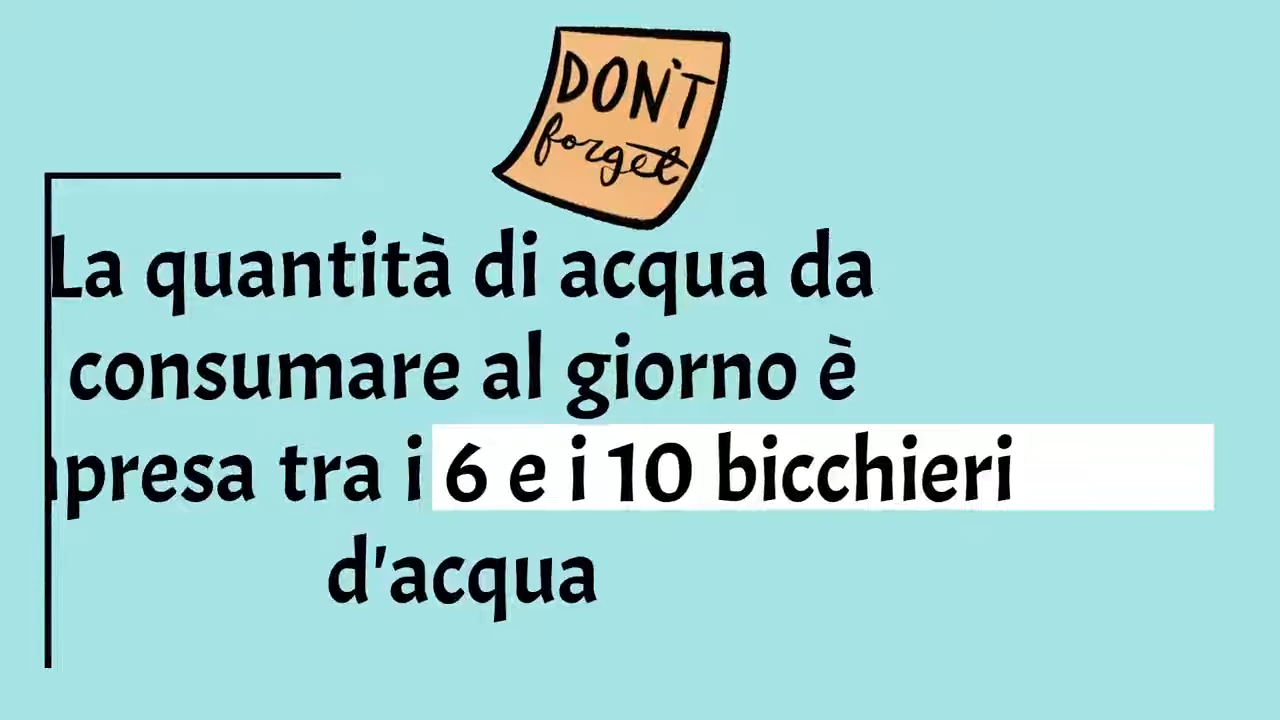 DON'T
forget
La quantità di acqua da
consumare al giorno è
presa tra i 6 e i 10 bicchieri
d'acqua